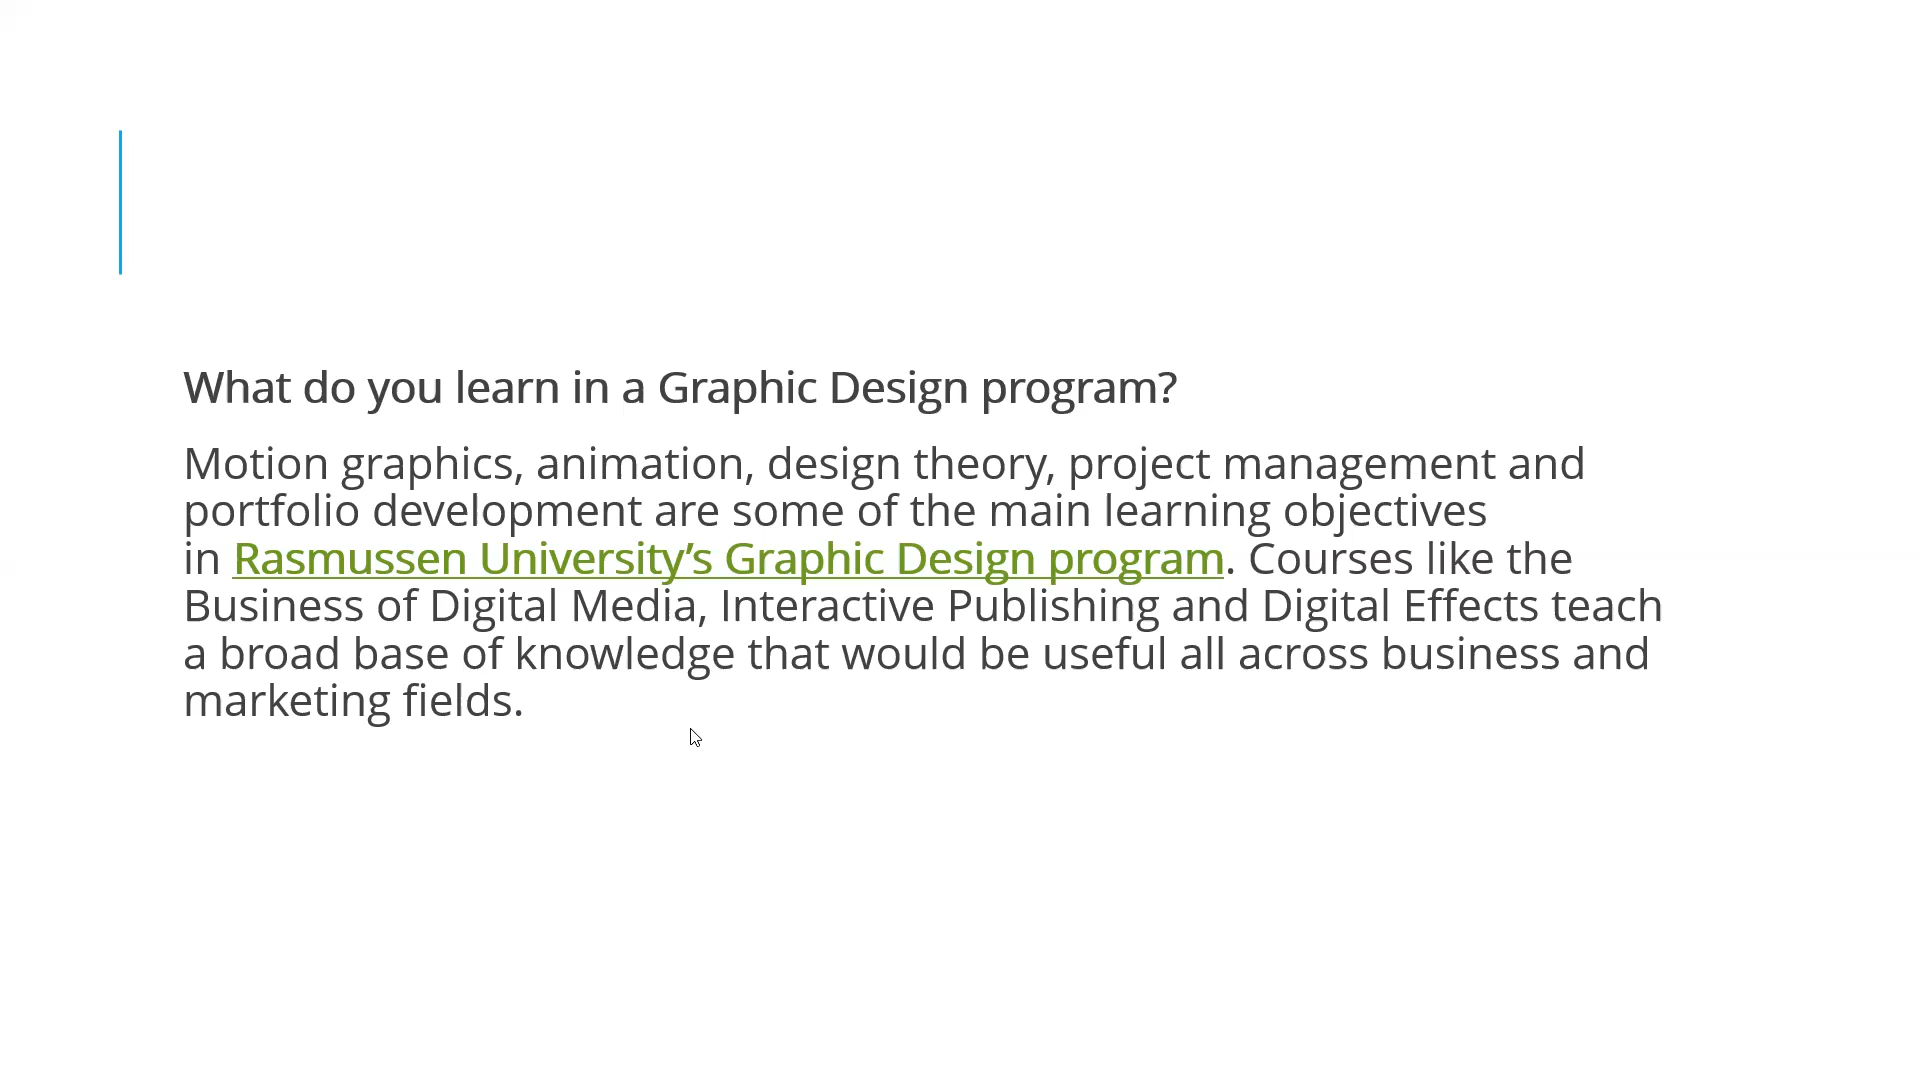 What do you learn in a Graphic Design program?
Motion graphics, animation, design theory, project management and
portfolio development are some of the main learning objectives
in Rasmussen University’s Graphic Design program. Courses like the
Business of Digital Media, Interactive Publishing and Digital Effects teach
a broad base of knowledge that would be useful all across business and
marketing fields.